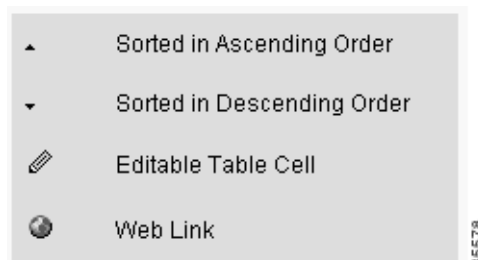 Sorted in Ascending Order
Sorted in Descending Order
Editable Table Cell
Web Link